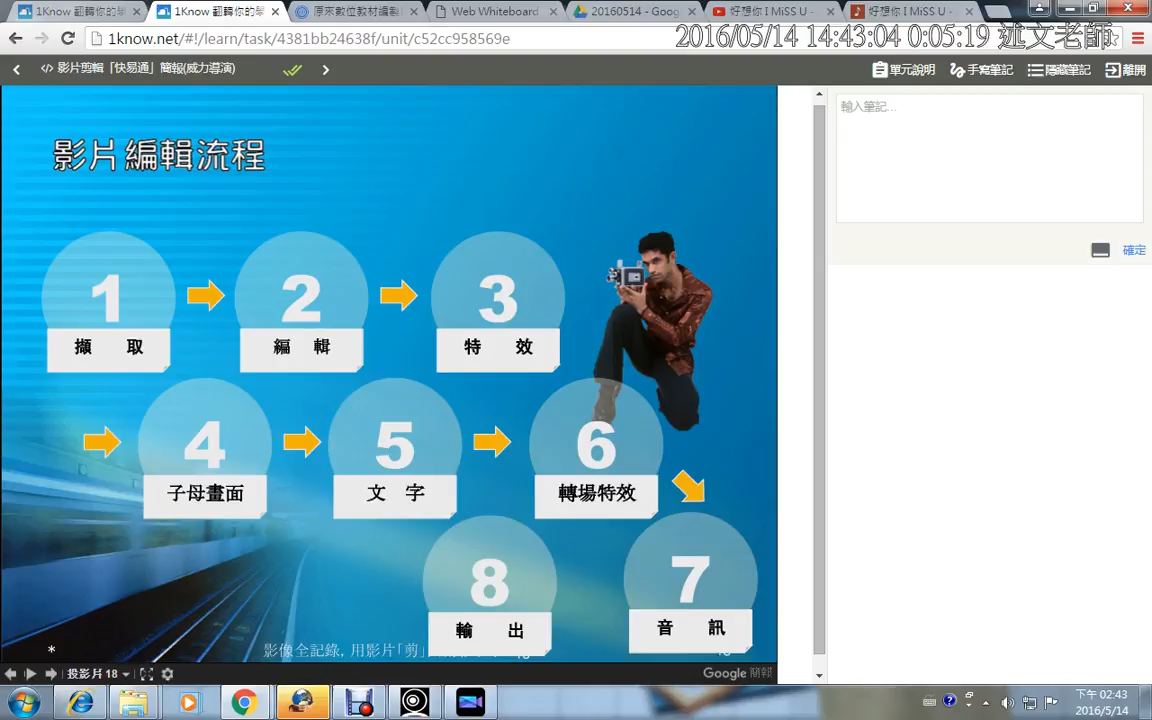 1Know 翻轉你的學
1Know 翻轉你的學
原來數位教材編製
Web Whiteboard
20160514 - Goog
好想你 I MiSS U -
好想你 I MiSS U -
1know.net/#!/learn/task/4381bb24638f/unit/c52cc958569e
2016/05/14 14:43:04 0:05:19 述文老師
影片剪輯「快易通」簡報(威力導演)
單元說明
手寫筆記
隱藏筆記
離開
輸入筆記...
確定
影片編輯流程
1
擷 取
2
編 輯
3
特 效
4
子母畫面
5
文 字
6
轉場特效
7
音 訊
8
輸 出
*
影像全記錄, 用影片「剪」
投影片 18
Google 簡報
下午 02:43
2016/5/14